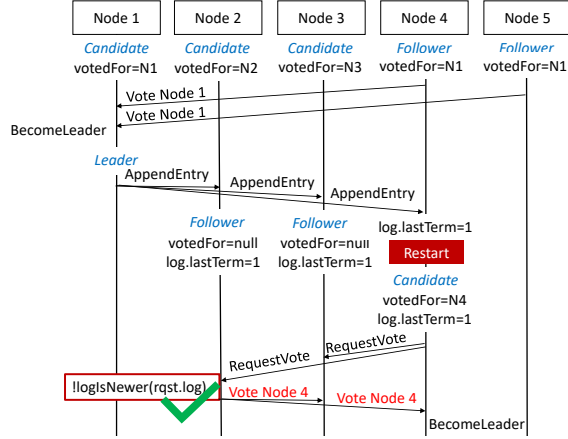 Node 1 Node 2 Node 3 Node 4 Node 5
Candidate Candidate Candidate Follower Follower
votedFor=N1 votedFor=N2 votedFor=N3 votedFor=N1 votedFor=N1
Vote Node 1
Vote Node 1
BecomeLeader
Leader
AppendEntry
AppendEntry
AppendEntry
Follower Follower log.lastTerm=1
votedFor=null votedFor=null
log.lastTerm=1 log.lastTerm=1 Restart
Candidate
votedFor=N4
log.lastTerm=1
RequestVote
RequestVote
!logIsNewer(rqst.log) Vote Node 4 Vote Node 4
BecomeLeader